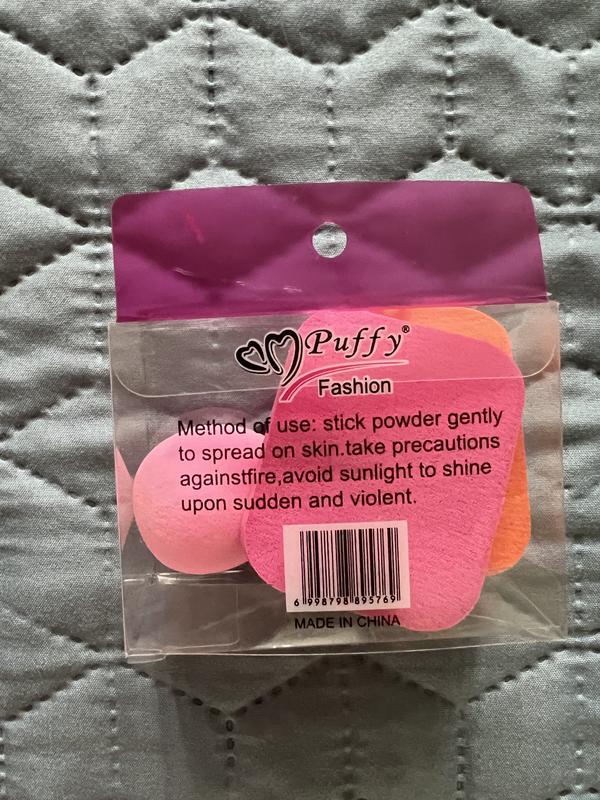 Puffy®
Fashion
Method of use: stick powder gently
to spread on skin.take precautions
againstfire,avoid sunlight to shine
upon sudden and violent.
6 998798 895769
MADE IN CHINA